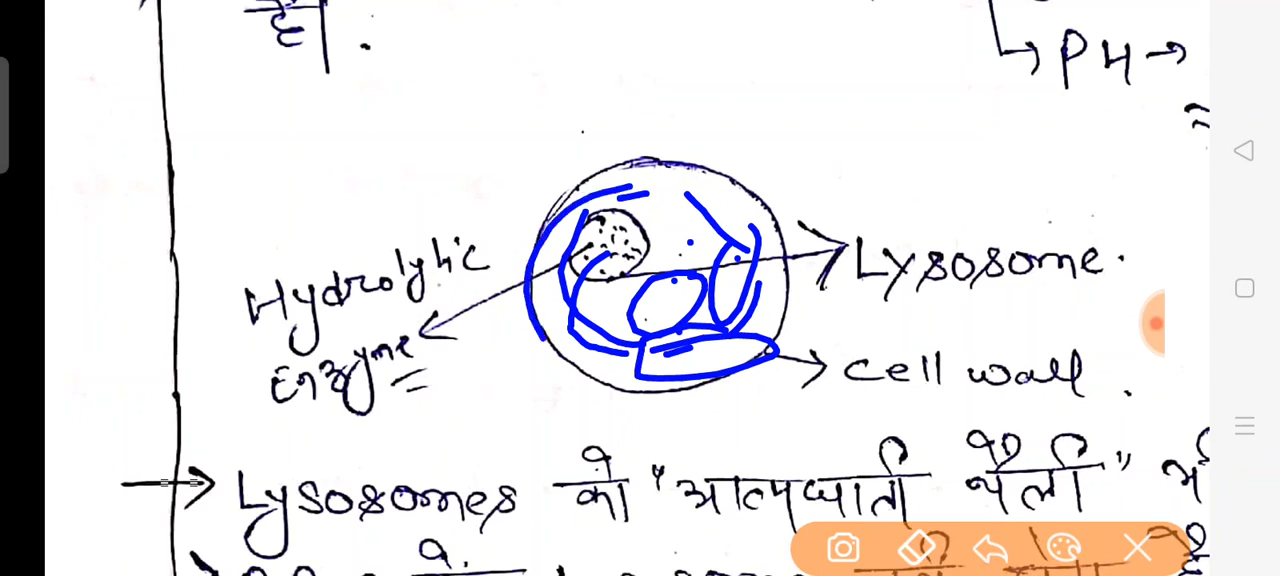 है।
↳ PH →
Hydrolytic
Enzyme
Lysosome.
cell wall.
→ Lysosomes को "आत्मघाती थैली"